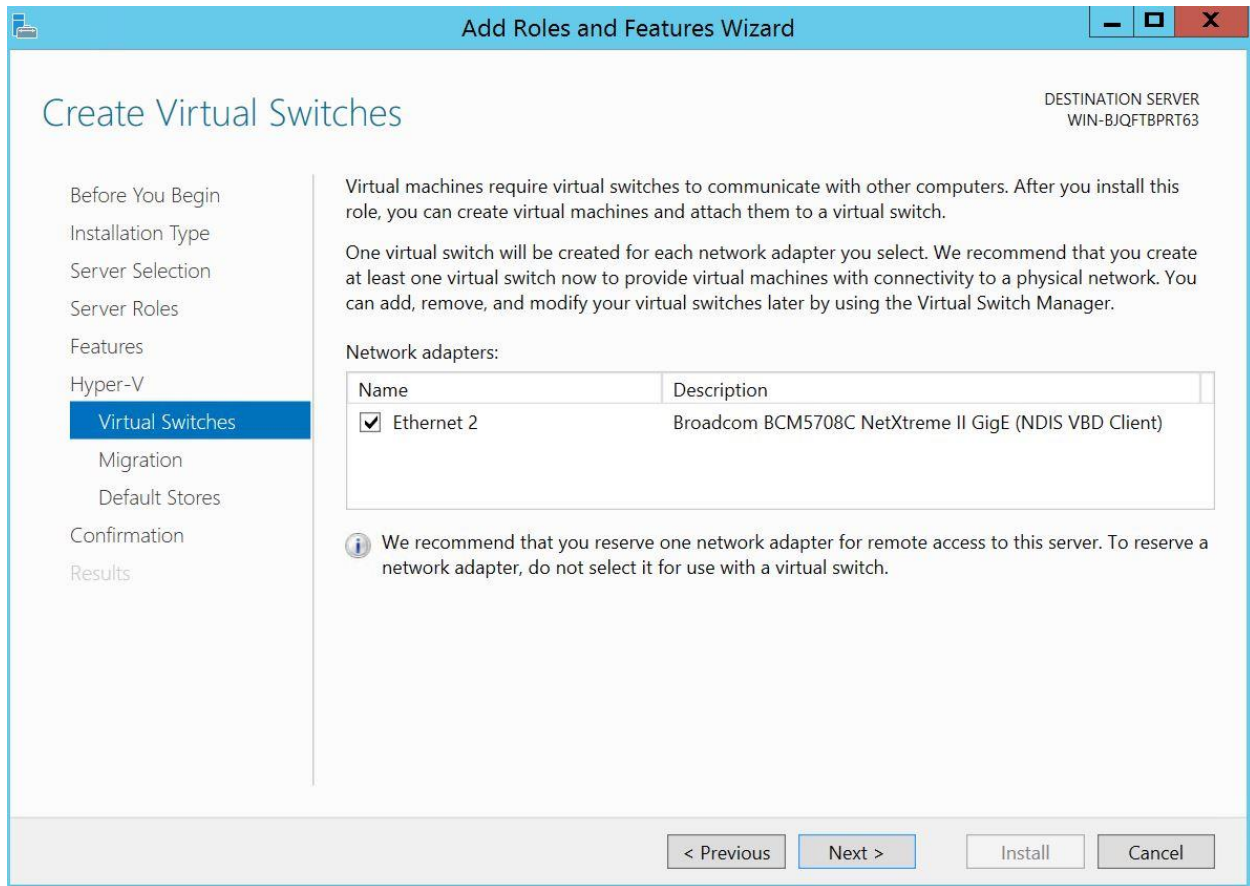 Add Roles and Features Wizard
Create Virtual Switches
DESTINATION SERVER
WIN-BJQFTBPRT63
Before You Begin
Installation Type
Server Selection
Server Roles
Features
Hyper-V
Virtual Switches
Migration
Default Stores
Confirmation
Results
Virtual machines require virtual switches to communicate with other computers. After you install this
role, you can create virtual machines and attach them to a virtual switch.
One virtual switch will be created for each network adapter you select. We recommend that you create
at least one virtual switch now to provide virtual machines with connectivity to a physical network. You
can add, remove, and modify your virtual switches later by using the Virtual Switch Manager.
Network adapters:
Name Description
Ethernet 2 Broadcom BCM5708C NetXtreme II GigE (NDIS VBD Client)
We recommend that you reserve one network adapter for remote access to this server. To reserve a
network adapter, do not select it for use with a virtual switch.
< Previous Next > Install Cancel